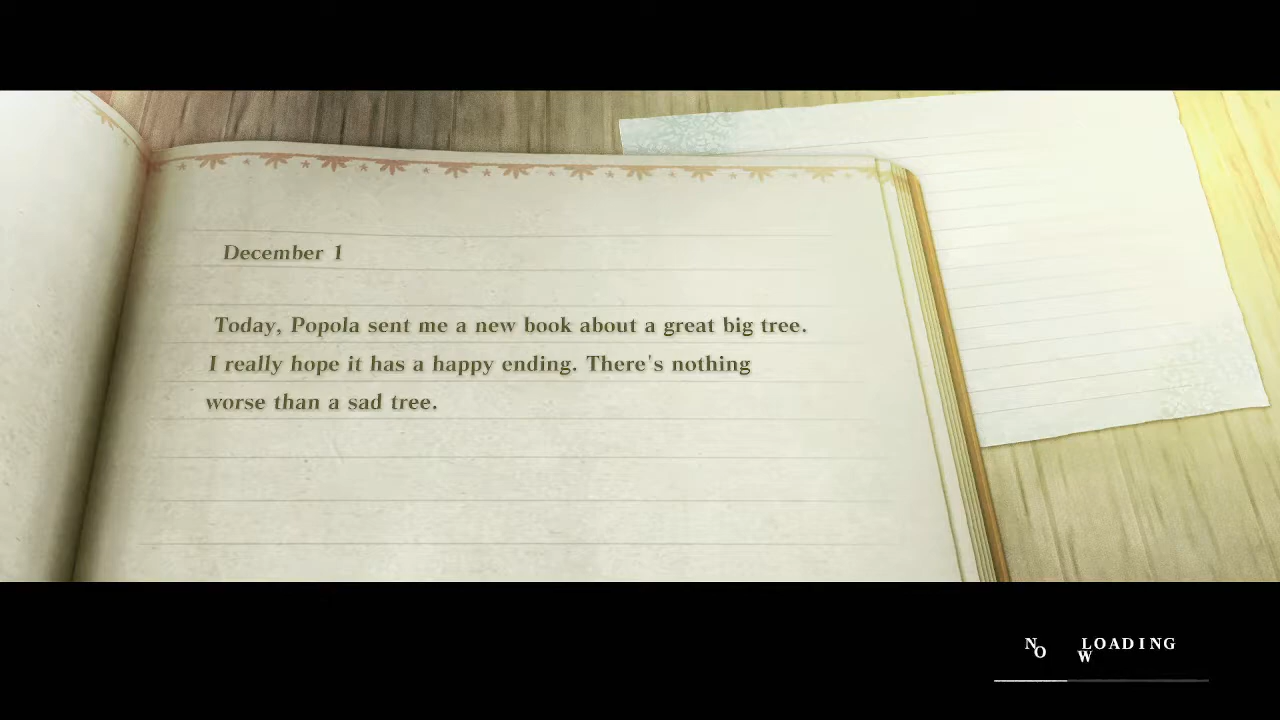 December 1
Today, Popola sent me a new book about a great big tree.
I really hope it has a happy ending. There's nothing
worse than a sad tree.
NOW LOADING